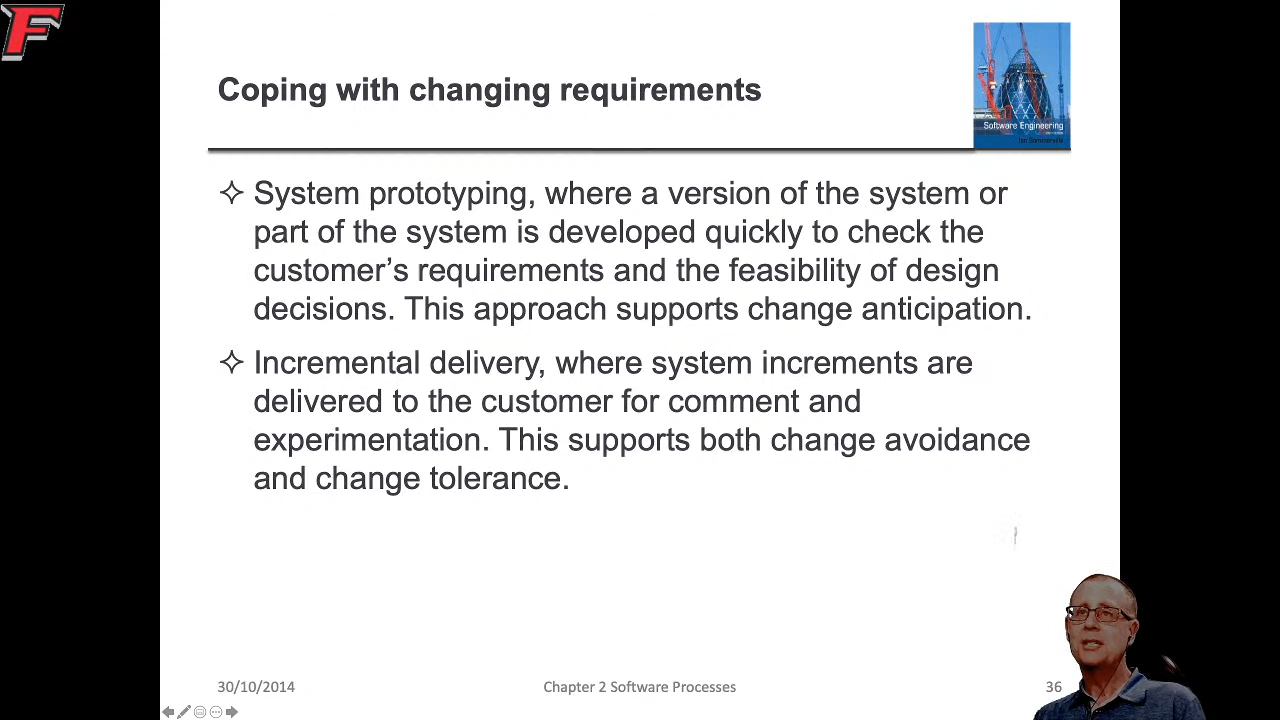 F
Coping with changing requirements
Software Engineering
Ian Sommerville
✧ System prototyping, where a version of the system or
part of the system is developed quickly to check the
customer’s requirements and the feasibility of design
decisions. This approach supports change anticipation.
✧ Incremental delivery, where system increments are
delivered to the customer for comment and
experimentation. This supports both change avoidance
and change tolerance.
30/10/2014
Chapter 2 Software Processes
36